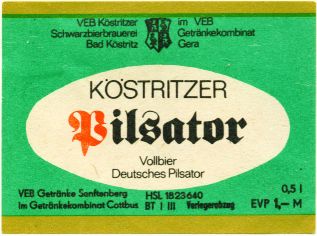 VEB Köstritzer
Schwarzbierbrauerei
Bad Köstritz
im VEB
Getränkekombinat
Gera
KÖSTRITZER
Pilsator
Vollbier
Deutsches Pilsator
VEB Getränke Sanftenberg
im Getränkekombinat Cottbus
HSL 1823640
BT I III Verlegerabzug
0,5 l
EVP 1,– M